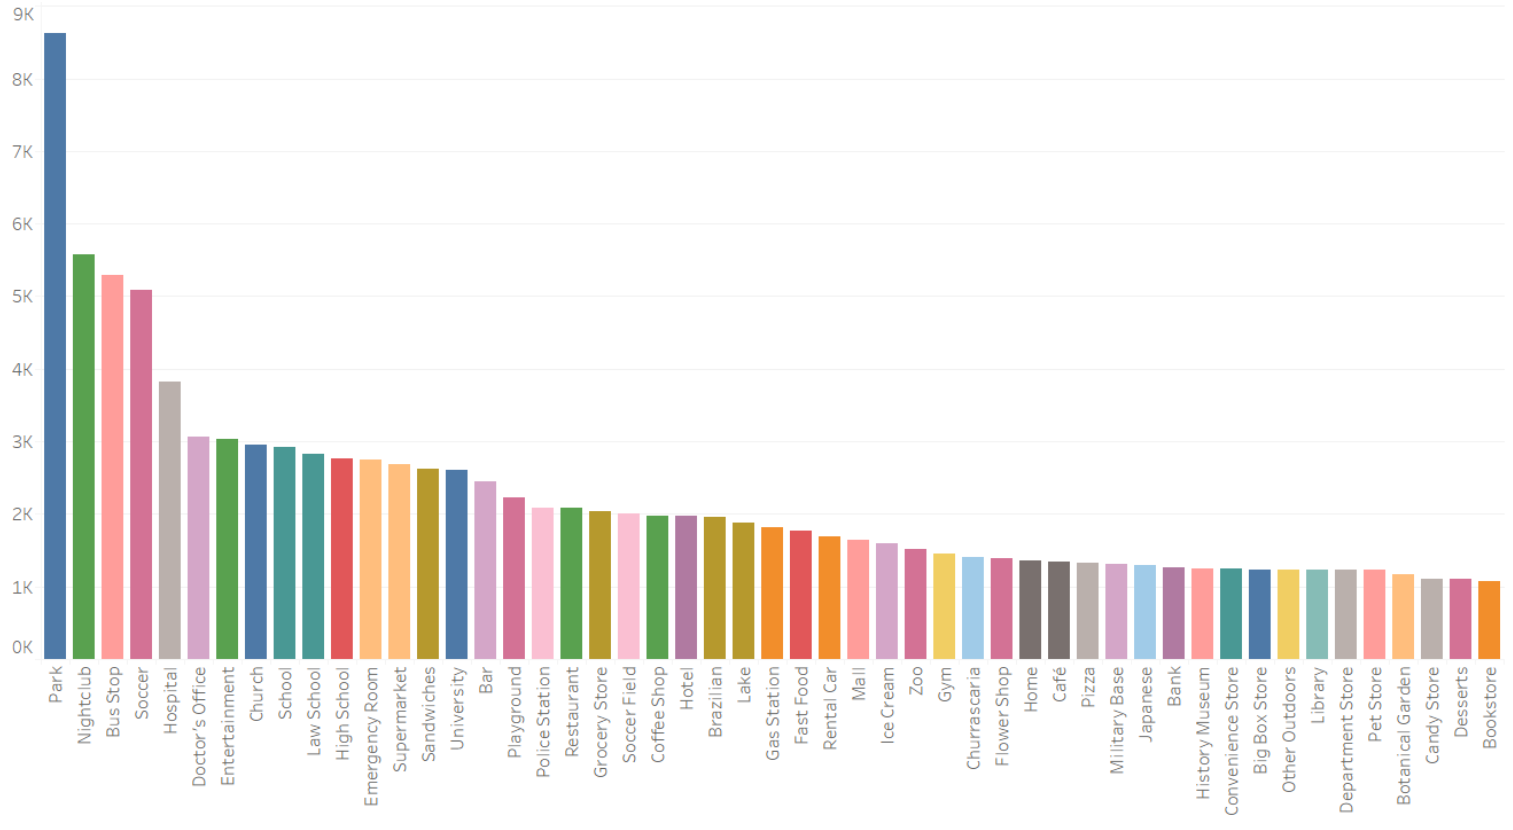 9K
8K
7K
6K
5K
4K
3K
2K
1K
0K
Park
Nightclub
Bus Stop
Soccer
Hospital
Doctor's Office
Entertainment
Church
School
Law School
High School
Emergency Room
Supermarket
Sandwiches
University
Bar
Playground
Police Station
Restaurant
Grocery Store
Soccer Field
Coffee Shop
Hotel
Brazilian
Lake
Gas Station
Fast Food
Rental Car
Mall
Ice Cream
Zoo
Gym
Churrascaria
Flower Shop
Home
Café
Pizza
Military Base
Japanese
Bank
History Museum
Convenience Store
Big Box Store
Other Outdoors
Library
Department Store
Pet Store
Botanical Garden
Candy Store
Desserts
Bookstore